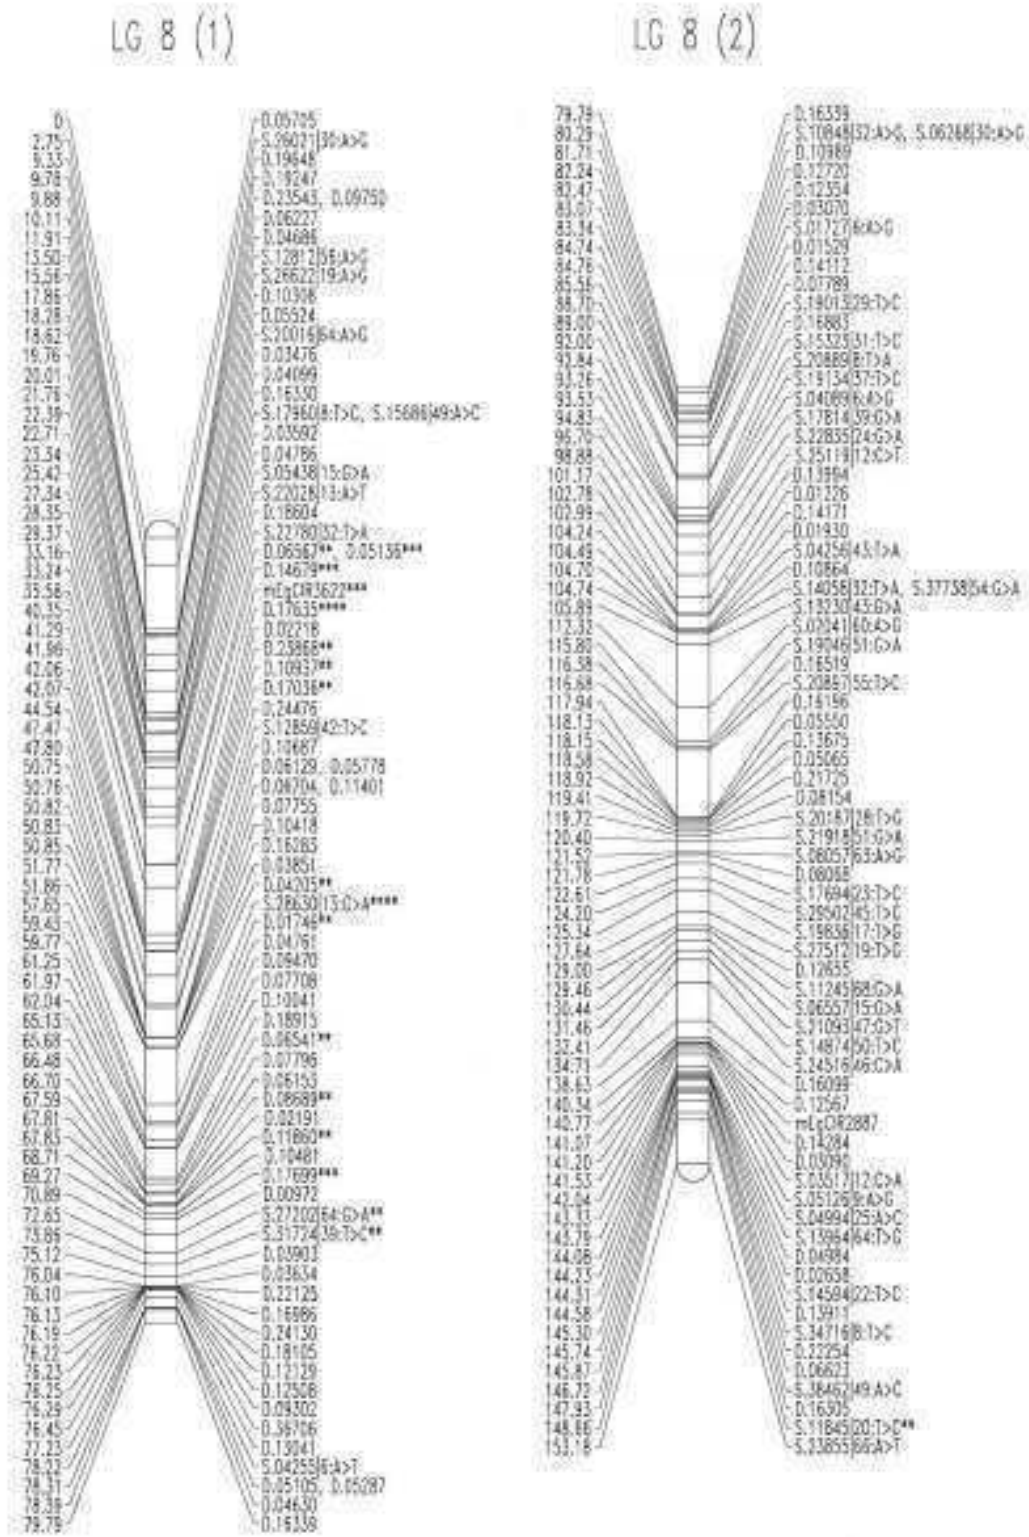 LG 8 (1)
0 D.05705
2.75 S.26021|30:A>G
9.33 D.19648
9.78 D.19247
9.88 D.23543, D.09750
10.11 D.06227
11.91 D.04686
13.50 S.12812|56:A>G
15.56 S.26622|19:A>G
17.86 D.10308
18.28 D.05524
18.62 S.20016|64:A>G
19.76 D.03476
20.01 D.04099
21.76 D.16330
22.39 S.17960|8:T>C, S.15686|49:A>C
22.71 D.03592
23.34 D.04786
25.42 S.05438|15:G>A
27.34 S.22028|13:A>T
28.35 D.18604
29.37 S.22780|32:T>A
33.16 D.06567**, D.05136***
33.24 D.14679***
35.58 mEgCIR3622***
40.35 D.17635****
41.29 D.02218
41.96 D.23868**
42.06 D.10937**
42.07 D.17036**
44.54 D.24476
47.47 S.12859|42:T>C
47.80 D.10687
50.75 D.06129, D.05778
50.76 D.06704, D.11401
50.82 D.07755
50.83 D.10418
50.85 D.16283
51.77 D.03851
51.86 D.04205**
57.65 S.28630|13:C>A****
59.43 D.01746**
59.77 D.04761
61.25 D.09470
61.97 D.07708
62.04 D.10041
65.13 D.18915
65.68 D.06541**
66.48 D.07796
66.70 D.06153
67.59 D.08689**
67.81 D.02191
67.83 D.11860**
68.71 D.10481
69.27 D.17699***
70.89 D.00972
72.65 S.27202|64:G>A**
73.86 S.31724|39:T>C**
75.12 D.03903
76.04 D.03634
76.10 D.22125
76.13 D.16986
76.19 D.24130
76.22 D.18105
76.23 D.12129
76.25 D.12508
76.29 D.09302
76.45 D.36706
77.23 D.13041
78.22 S.04255|6:A>T
78.31 D.05105, D.05287
78.39 D.04630
79.79 D.16339
LG 8 (2)
79.79 D.16339
80.29 S.10848|32:A>G, S.06268|30:A>G
81.71 D.10989
82.24 D.12720
82.47 D.12354
83.07 D.03070
83.34 S.01727|6:A>G
84.74 D.01529
84.76 D.14112
85.56 D.07789
88.70 S.19013|29:T>C
89.00 D.16883
92.00 S.15323|31:T>C
92.84 S.20889|8:T>A
93.26 S.19134|37:T>C
93.53 S.04089|6:A>G
94.83 S.17814|39:G>A
96.70 S.22835|24:G>A
98.88 S.25119|12:C>T
101.17 D.13994
102.78 D.01226
102.99 D.14171
104.24 D.01930
104.49 S.04256|43:T>A
104.70 D.10864
104.74 S.14058|32:T>A, S.37738|54:G>A
105.89 S.13230|43:G>A
112.32 S.02041|60:A>G
115.80 S.19046|51:G>A
116.38 D.16519
116.68 S.20897|55:T>C
117.94 D.16196
118.13 D.05550
118.15 D.13675
118.58 D.05065
118.92 D.21725
119.41 D.08154
119.72 S.20187|28:T>G
120.40 S.21918|51:G>A
121.52 S.08057|63:A>G
121.78 D.08068
122.61 S.17694|23:T>C
124.20 S.29502|45:T>C
125.34 S.19836|17:T>G
127.64 S.27512|19:T>G
129.00 D.12655
129.46 S.11245|68:G>A
130.44 S.06557|15:G>A
131.46 S.21093|47:G>T
132.41 S.14874|50:T>C
134.71 S.24516|46:C>A
138.63 D.16099
140.34 D.12567
140.77 mEgCIR2887
141.07 D.14284
141.20 D.03090
141.53 S.03517|12:C>A
142.04 S.05126|9:A>G
143.33 S.04994|25:A>C
143.79 S.13964|64:T>G
144.08 D.04984
144.23 D.02658
144.31 S.14594|22:T>C
144.58 D.13911
145.30 S.34716|8:T>C
145.74 D.22254
145.87 D.06623
146.72 S.38462|49:A>C
147.93 D.16305
148.66 S.11845|20:T>C**
153.18 S.23855|66:A>T